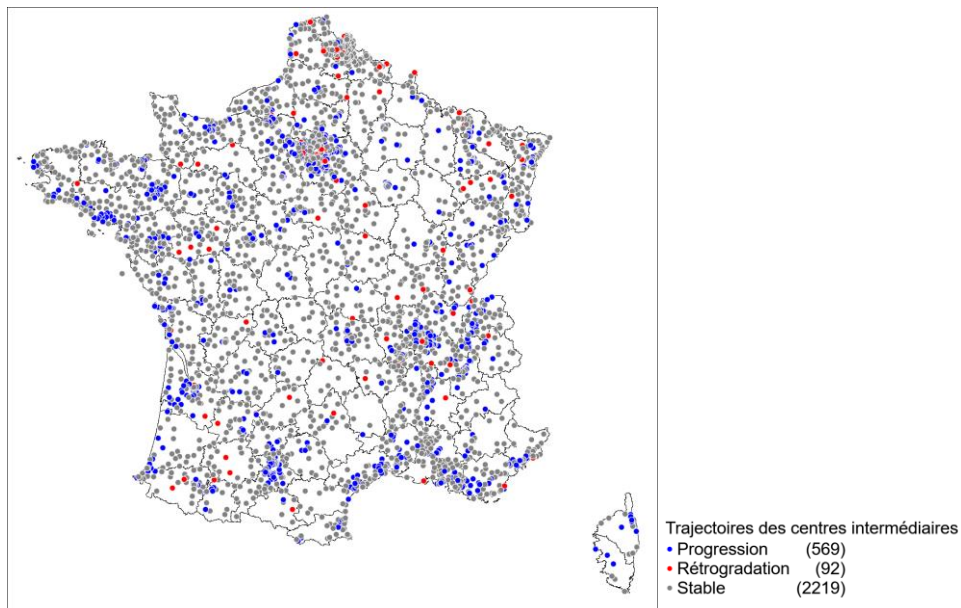 Trajectoires des centres intermédiaires
Progression (569)
Rétrogradation (92)
Stable (2219)